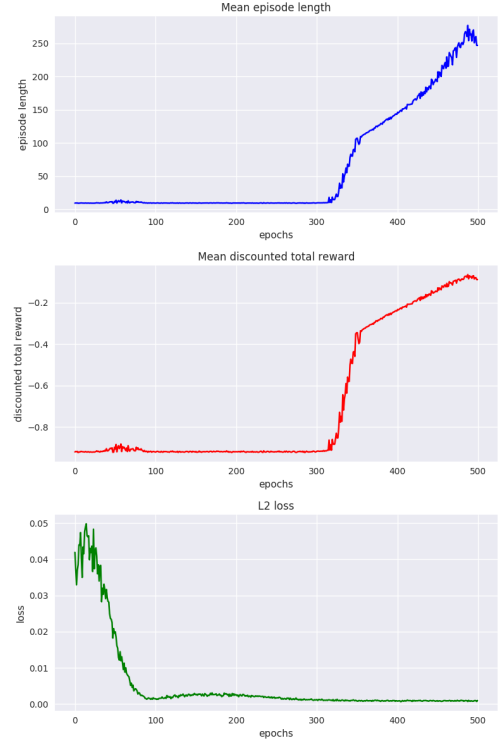 Mean episode length
250
200
150
100
50
0
episode length
0 100 200 300 400 500
epochs
Mean discounted total reward
−0.2
−0.4
−0.6
−0.8
discounted total reward
0 100 200 300 400 500
epochs
L2 loss
0.05
0.04
0.03
0.02
0.01
0.00
loss
0 100 200 300 400 500
epochs